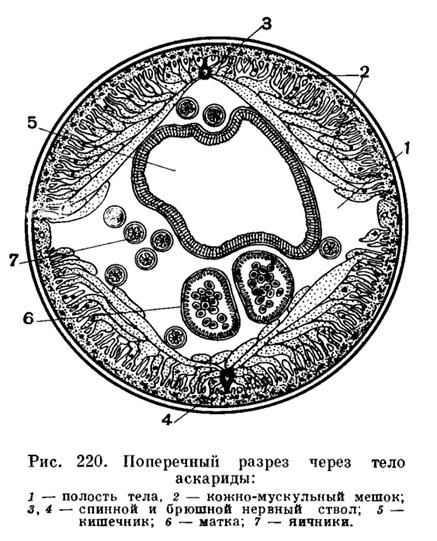 3
2
5
1
7
6
4
Рис. 220. Поперечный разрез через тело
аскариды:
1 — полость тела, 2 — кожно-мускульный мешок;
3, 4 — спинной и брюшной нервный ствол; 5 —
кишечник; 6 — матка; 7 — яичники.